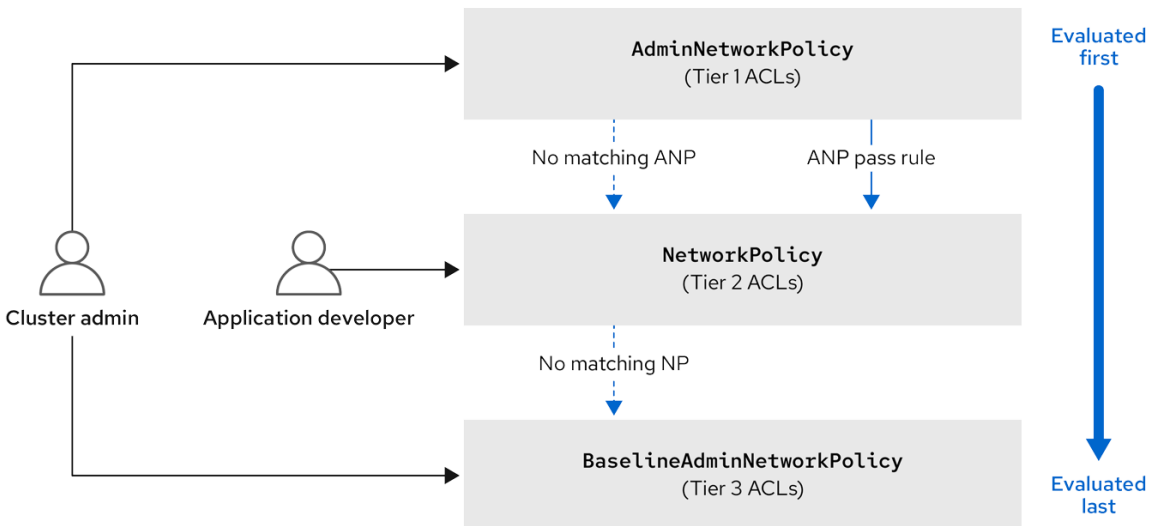 AdminNetworkPolicy
(Tier 1 ACLs)
Evaluated
first
No matching ANP
ANP pass rule
NetworkPolicy
(Tier 2 ACLs)
Cluster admin
Application developer
No matching NP
BaselineAdminNetworkPolicy
(Tier 3 ACLs)
Evaluated
last